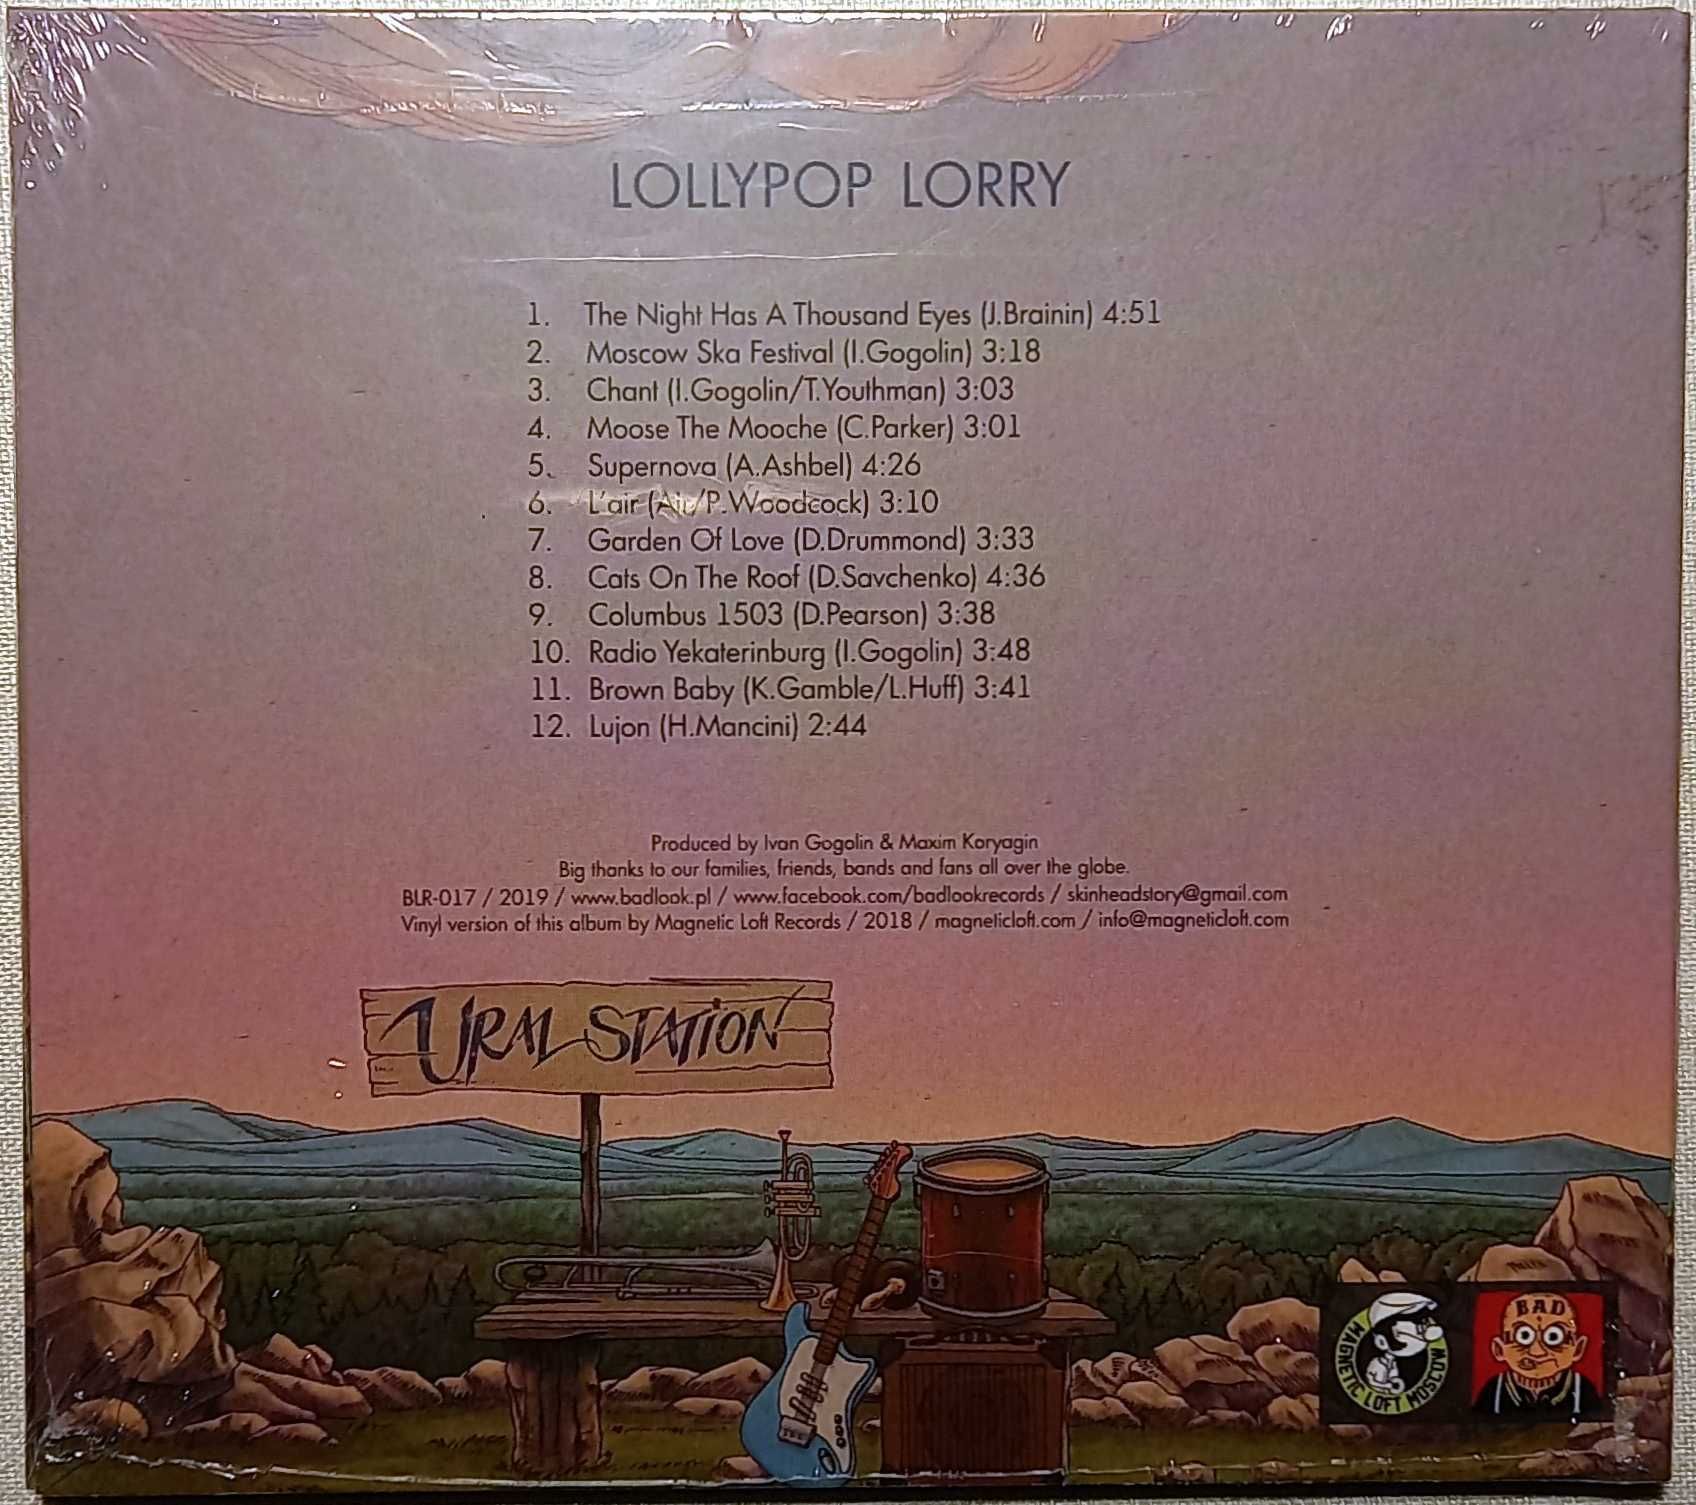 LOLLYPOP LORRY
1. The Night Has A Thousand Eyes (J.Brainin) 4:51
2. Moscow Ska Festival (I.Gogolin) 3:18
3. Chant (I.Gogolin/T.Youthman) 3:03
4. Moose The Mooche (C.Parker) 3:01
5. Supernova (A.Ashbel) 4:26
6. L'air (Air/P.Woodcock) 3:10
7. Garden Of Love (D.Drummond) 3:33
8. Cats On The Roof (D.Savchenko) 4:36
9. Columbus 1503 (D.Pearson) 3:38
10. Radio Yekaterinburg (I.Gogolin) 3:48
11. Brown Baby (K.Gamble/L.Huff) 3:41
12. Lujon (H.Mancini) 2:44
Produced by Ivan Gogolin & Maxim Koryagin
Big thanks to our families, friends, bands and fans all over the globe.
BLR-017 / 2019 / www.badlook.pl / www.facebook.com/badlookrecords / skinheadstory@gmail.com
Vinyl version of this album by Magnetic Loft Records / 2018 / magneticloft.com / info@magneticloft.com
URAL STATION
MAGNETIC LOFT MOSCOW
BAD